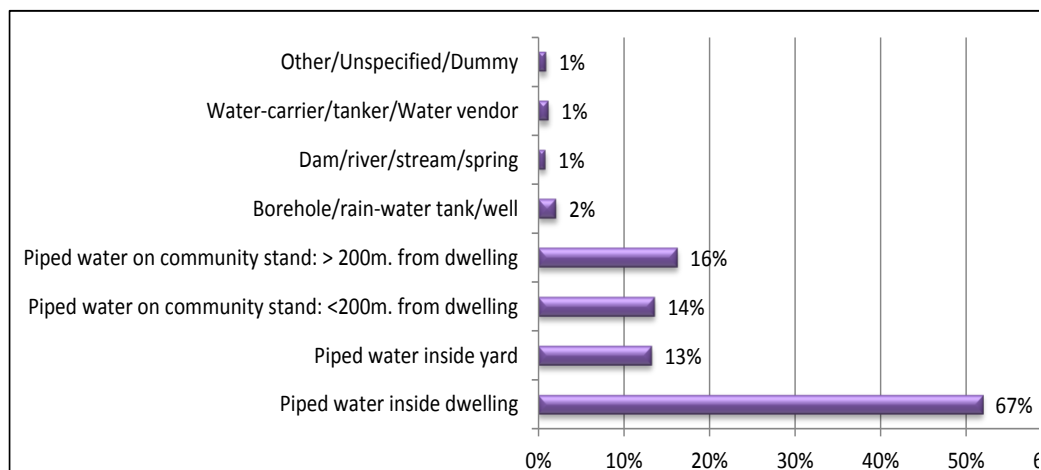 Other/Unspecified/Dummy 1%
Water-carrier/tanker/Water vendor 1%
Dam/river/stream/spring 1%
Borehole/rain-water tank/well 2%
Piped water on community stand: > 200m. from dwelling 16%
Piped water on community stand: <200m. from dwelling 14%
Piped water inside yard 13%
Piped water inside dwelling 67%
0% 10% 20% 30% 40% 50% 6